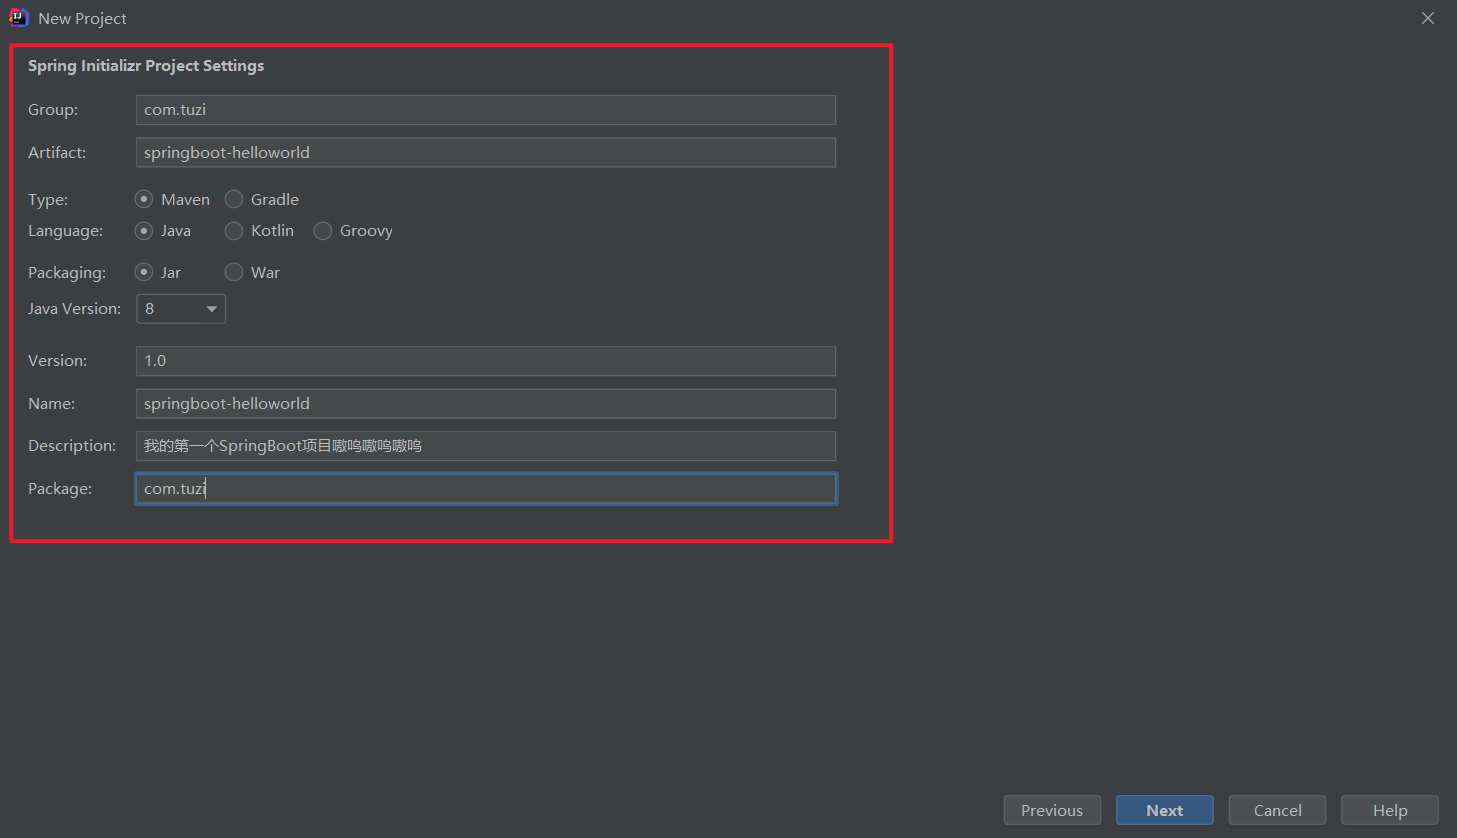 New Project
Spring Initializr Project Settings
Group: com.tuzi
Artifact: springboot-helloworld
Type: Maven Gradle
Language: Java Kotlin Groovy
Packaging: Jar War
Java Version: 8
Version: 1.0
Name: springboot-helloworld
Description: 我的第一个SpringBoot项目嗷呜嗷呜嗷呜
Package: com.tuzi
Previous Next Cancel Help